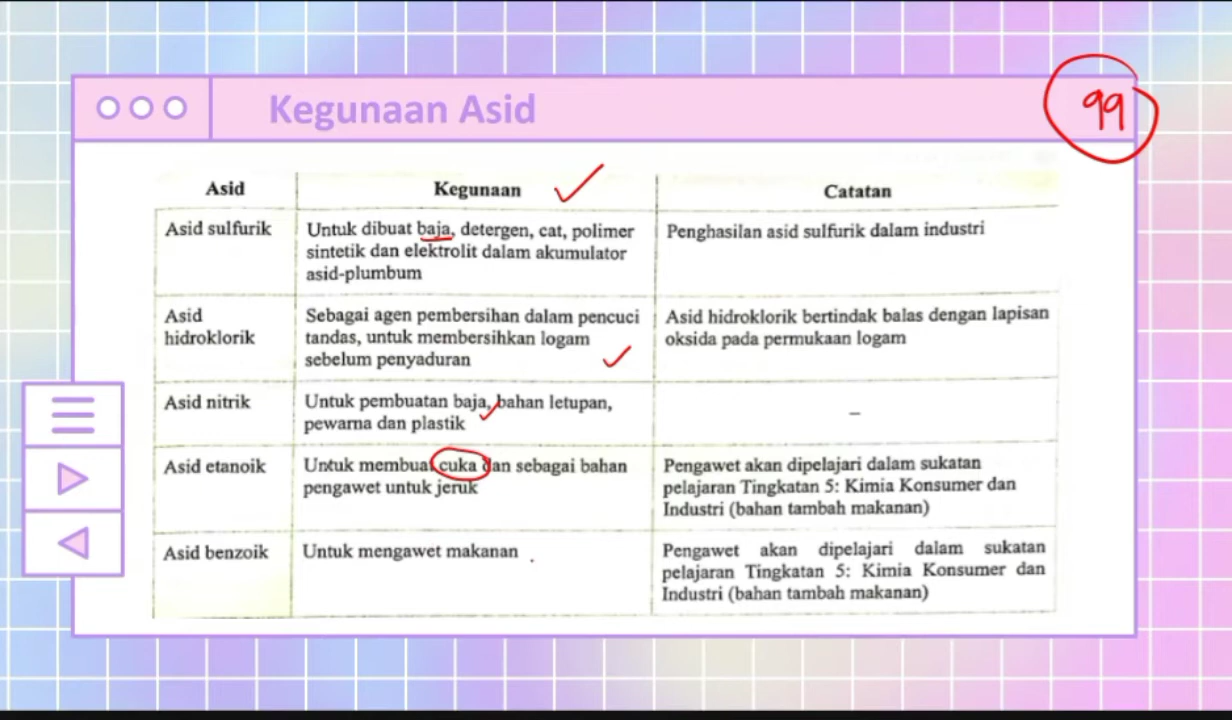 Kegunaan Asid
99
Asid
Kegunaan
Catatan
Asid sulfurik
Untuk dibuat baja, detergen, cat, polimer
sintetik dan elektrolit dalam akumulator
asid-plumbum
Penghasilan asid sulfurik dalam industri
Asid
hidroklorik
Sebagai agen pembersihan dalam pencuci
tandas, untuk membersihkan logam
sebelum penyaduran
Asid hidroklorik bertindak balas dengan lapisan
oksida pada permukaan logam
Asid nitrik
Untuk pembuatan baja, bahan letupan,
pewarna dan plastik
–
Asid etanoik
Untuk membuat cuka dan sebagai bahan
pengawet untuk jeruk
Pengawet akan dipelajari dalam sukatan
pelajaran Tingkatan 5: Kimia Konsumer dan
Industri (bahan tambah makanan)
Asid benzoik
Untuk mengawet makanan
Pengawet akan dipelajari dalam sukatan
pelajaran Tingkatan 5: Kimia Konsumer dan
Industri (bahan tambah makanan)